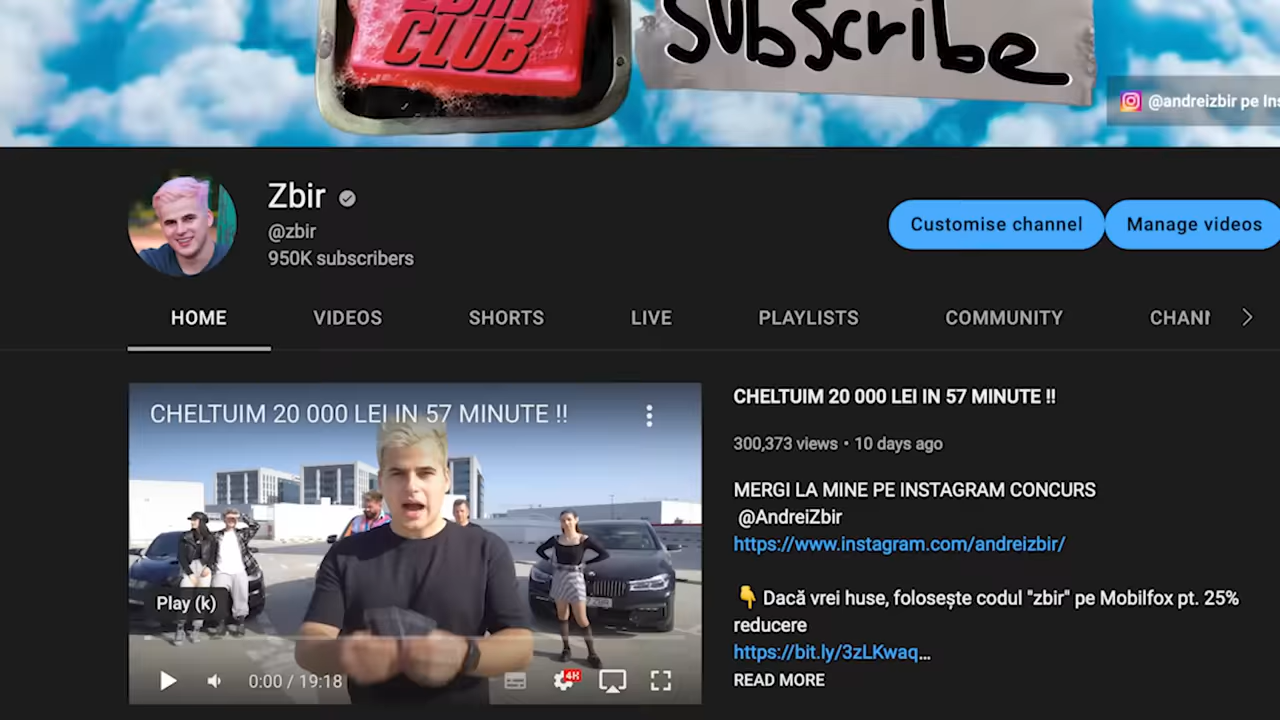 CLUB
Subscribe
@andreizbir pe Ins
Zbir
@zbir
950K subscribers
Customise channel
Manage videos
HOME
VIDEOS
SHORTS
LIVE
PLAYLISTS
COMMUNITY
CHANN
CHELTUIM 20 000 LEI IN 57 MINUTE !!
Play (k)
0:00 / 19:18
4K
CHELTUIM 20 000 LEI IN 57 MINUTE !!
300,373 views • 10 days ago
MERGI LA MINE PE INSTAGRAM CONCURS
@AndreiZbir
https://www.instagram.com/andreizbir/
👇 Dacă vrei huse, folosește codul "zbir" pe Mobilfox pt. 25%
reducere
https://bit.ly/3zLKwaq...
READ MORE